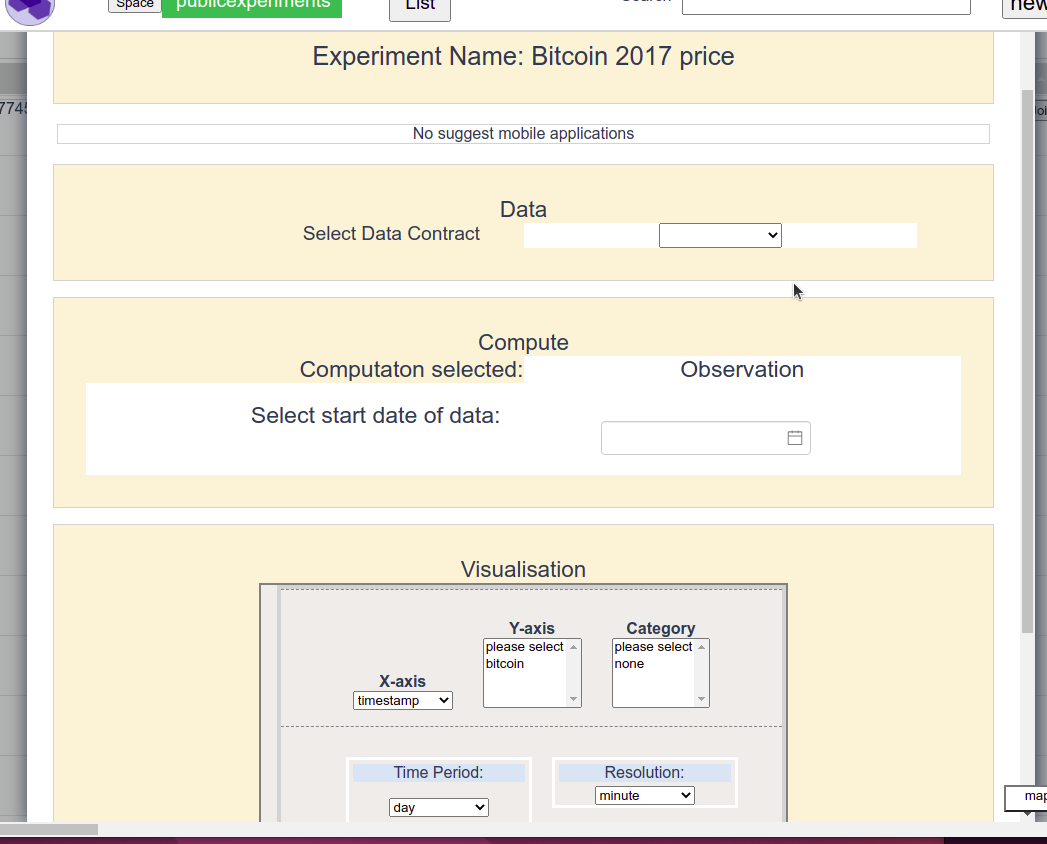 Space
publicexperiments
List
Experiment Name: Bitcoin 2017 price
No suggest mobile applications
Data
Select Data Contract
Compute
Computaton selected:
Observation
Select start date of data:
Visualisation
Y-axis
Category
please select
bitcoin
please select
none
X-axis
timestamp
Time Period:
Resolution:
day
minute
map
new